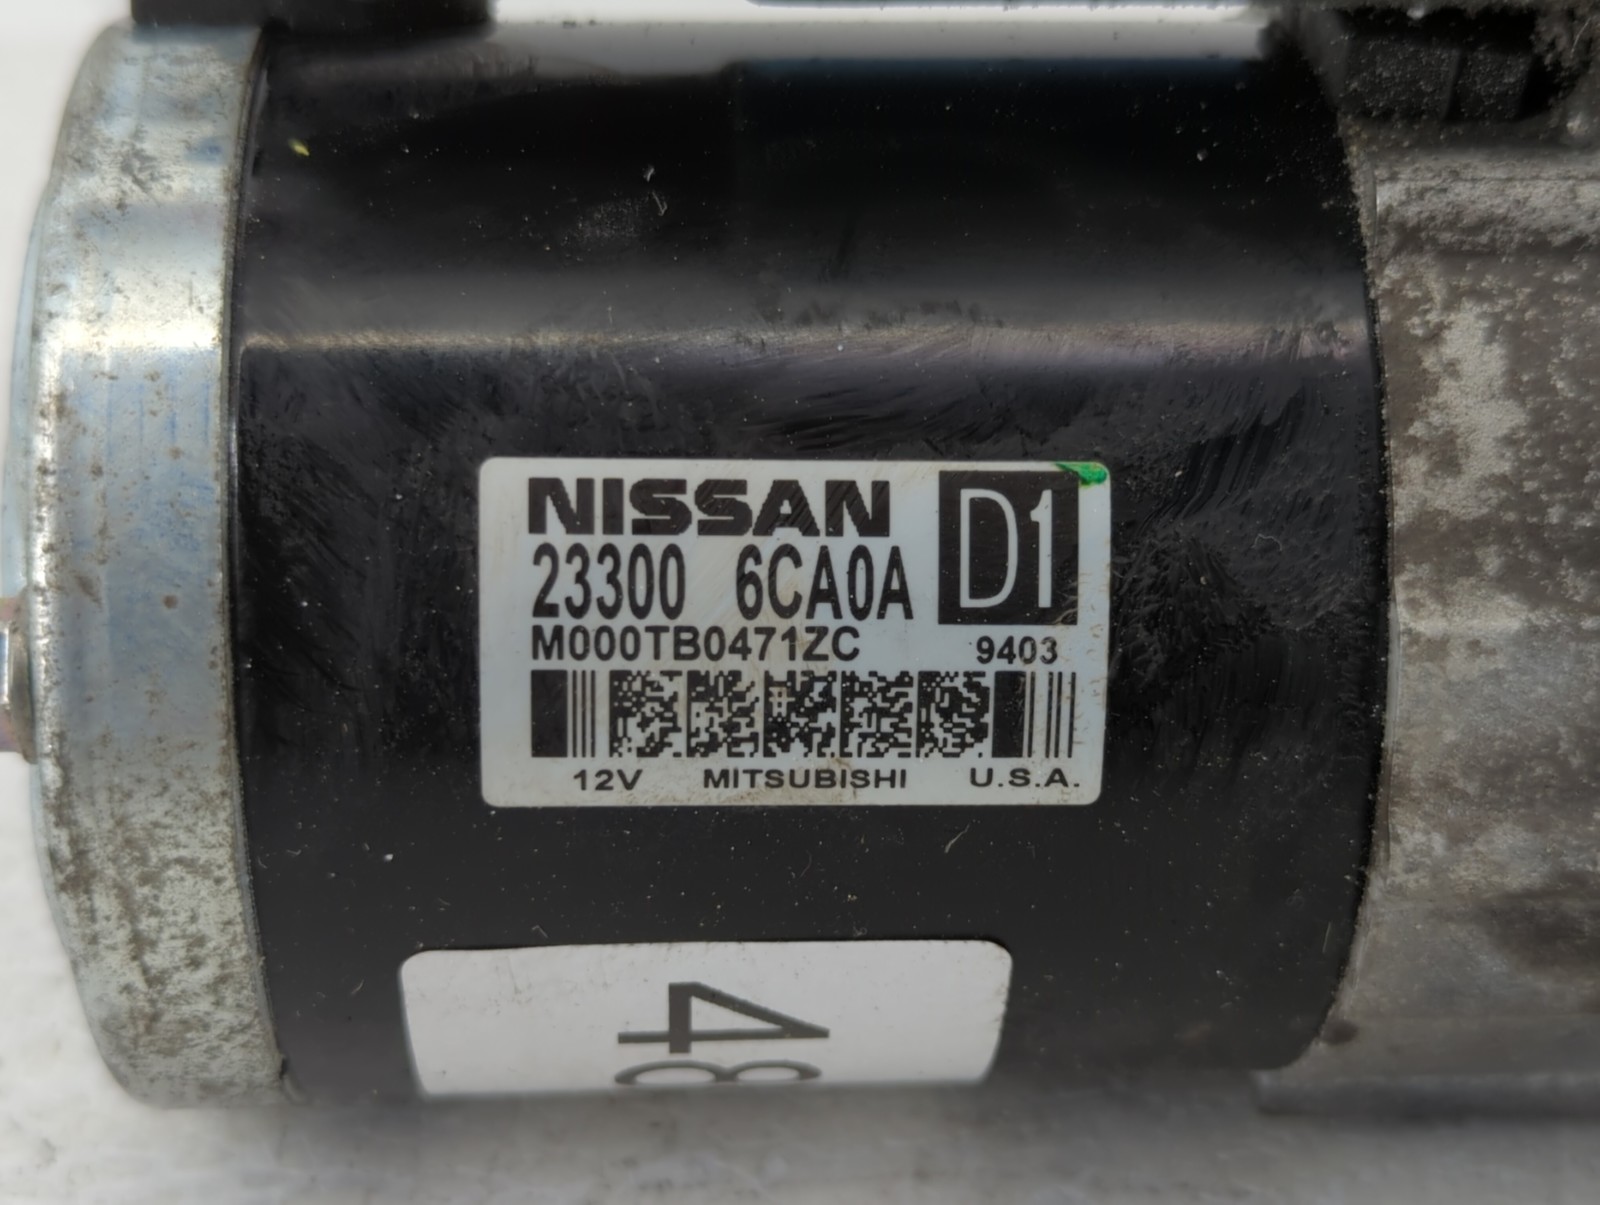 NISSAN
D1
23300 6CA0A
M000TB0471ZC 9403
12V MITSUBISHI U.S.A.
48